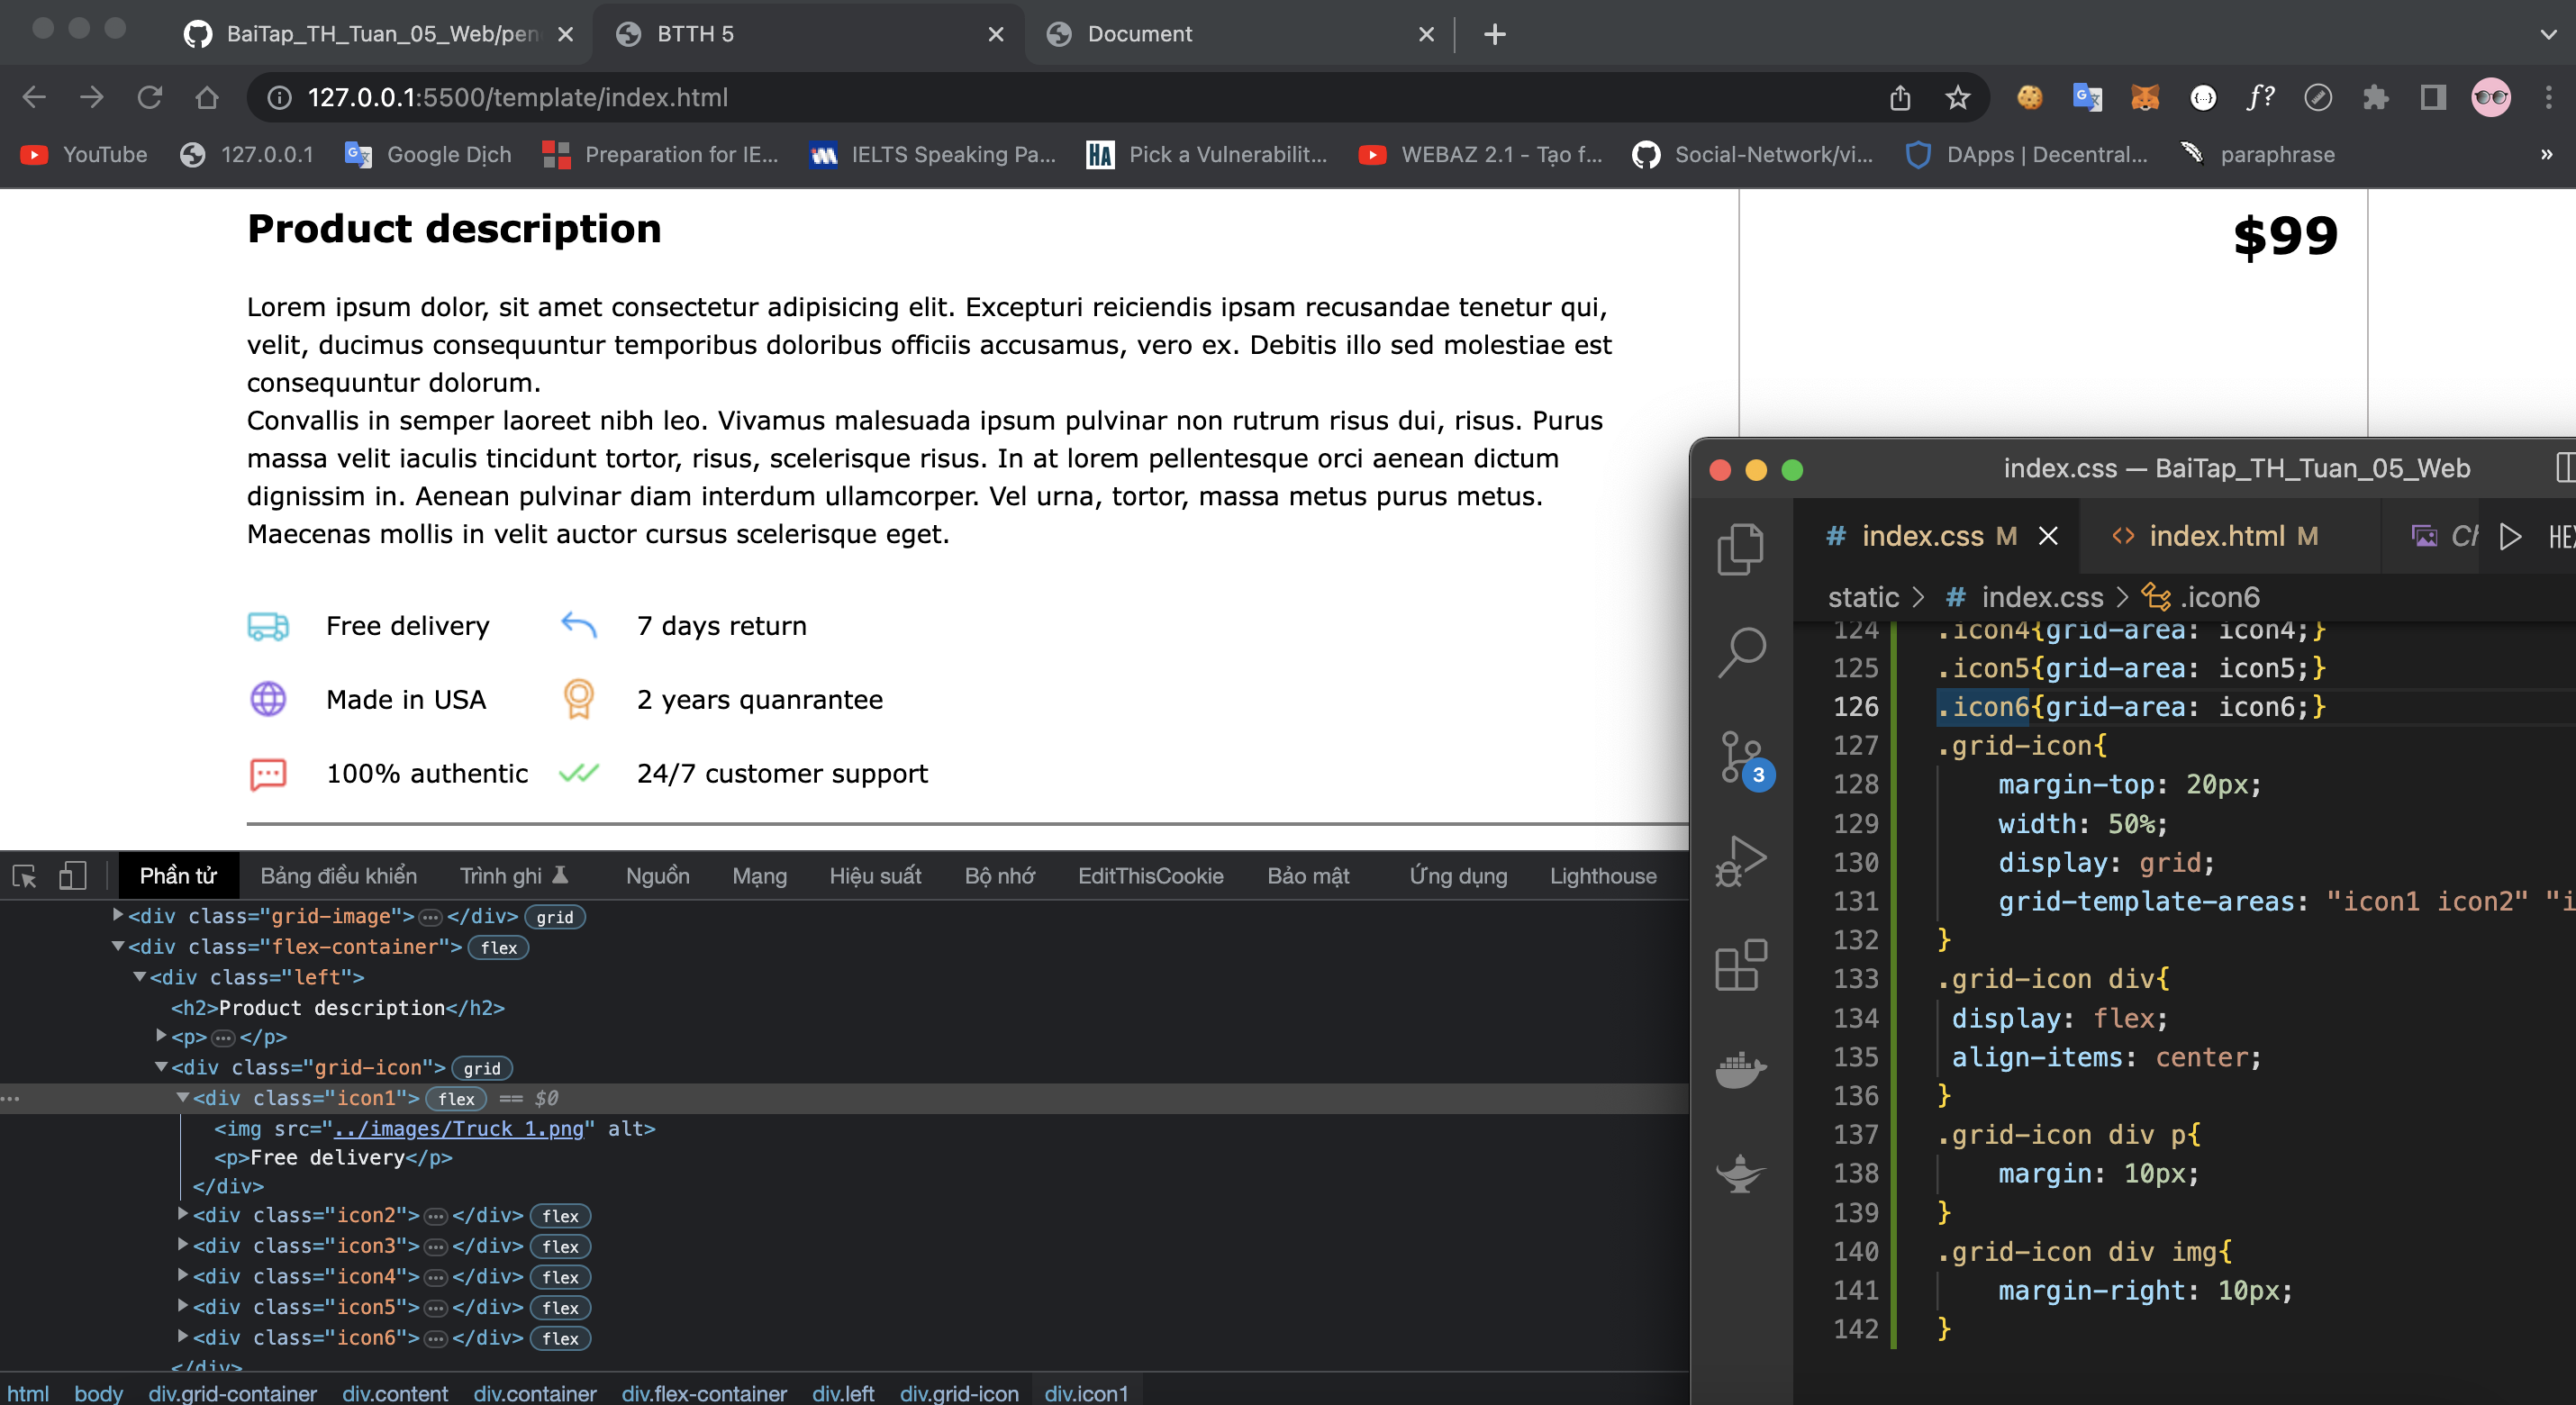 BaiTap_TH_Tuan_05_Web/pen
BTTH 5
Document
127.0.0.1:5500/template/index.html
YouTube
127.0.0.1
Google Dịch
Preparation for IE...
IELTS Speaking Pa...
HA
Pick a Vulnerabilit...
WEBAZ 2.1 - Tạo f...
Social-Network/vi...
DApps | Decentral...
paraphrase
»
Product description
$99
Lorem ipsum dolor, sit amet consectetur adipisicing elit. Excepturi reiciendis ipsam recusandae tenetur qui,
velit, ducimus consequuntur temporibus doloribus officiis accusamus, vero ex. Debitis illo sed molestiae est
consequuntur dolorum.
Convallis in semper laoreet nibh leo. Vivamus malesuada ipsum pulvinar non rutrum risus dui, risus. Purus
massa velit iaculis tincidunt tortor, risus, scelerisque risus. In at lorem pellentesque orci aenean dictum
dignissim in. Aenean pulvinar diam interdum ullamcorper. Vel urna, tortor, massa metus purus metus.
Maecenas mollis in velit auctor cursus scelerisque eget.
Free delivery
7 days return
Made in USA
2 years quanrantee
100% authentic
24/7 customer support
Phần tử
Bảng điều khiển
Trình ghi
Nguồn
Mạng
Hiệu suất
Bộ nhớ
EditThisCookie
Bảo mật
Ứng dụng
Lighthouse
<div class="grid-image">…</div> grid
<div class="flex-container"> flex
<div class="left">
<h2>Product description</h2>
<p>…</p>
<div class="grid-icon"> grid
<div class="icon1"> flex == $0
<img src="../images/Truck 1.png" alt>
<p>Free delivery</p>
</div>
<div class="icon2">…</div> flex
<div class="icon3">…</div> flex
<div class="icon4">…</div> flex
<div class="icon5">…</div> flex
<div class="icon6">…</div> flex
</div>
html body div.grid-container div.content div.container div.flex-container div.left div.grid-icon div.icon1
index.css — BaiTap_TH_Tuan_05_Web
# index.css M
<> index.html M
static > # index.css > .icon6
3
124 .icon4{grid-area: icon4;}
125 .icon5{grid-area: icon5;}
126 .icon6{grid-area: icon6;}
127 .grid-icon{
128 margin-top: 20px;
129 width: 50%;
130 display: grid;
131 grid-template-areas: "icon1 icon2" "i
132 }
133 .grid-icon div{
134 display: flex;
135 align-items: center;
136 }
137 .grid-icon div p{
138 margin: 10px;
139 }
140 .grid-icon div img{
141 margin-right: 10px;
142 }